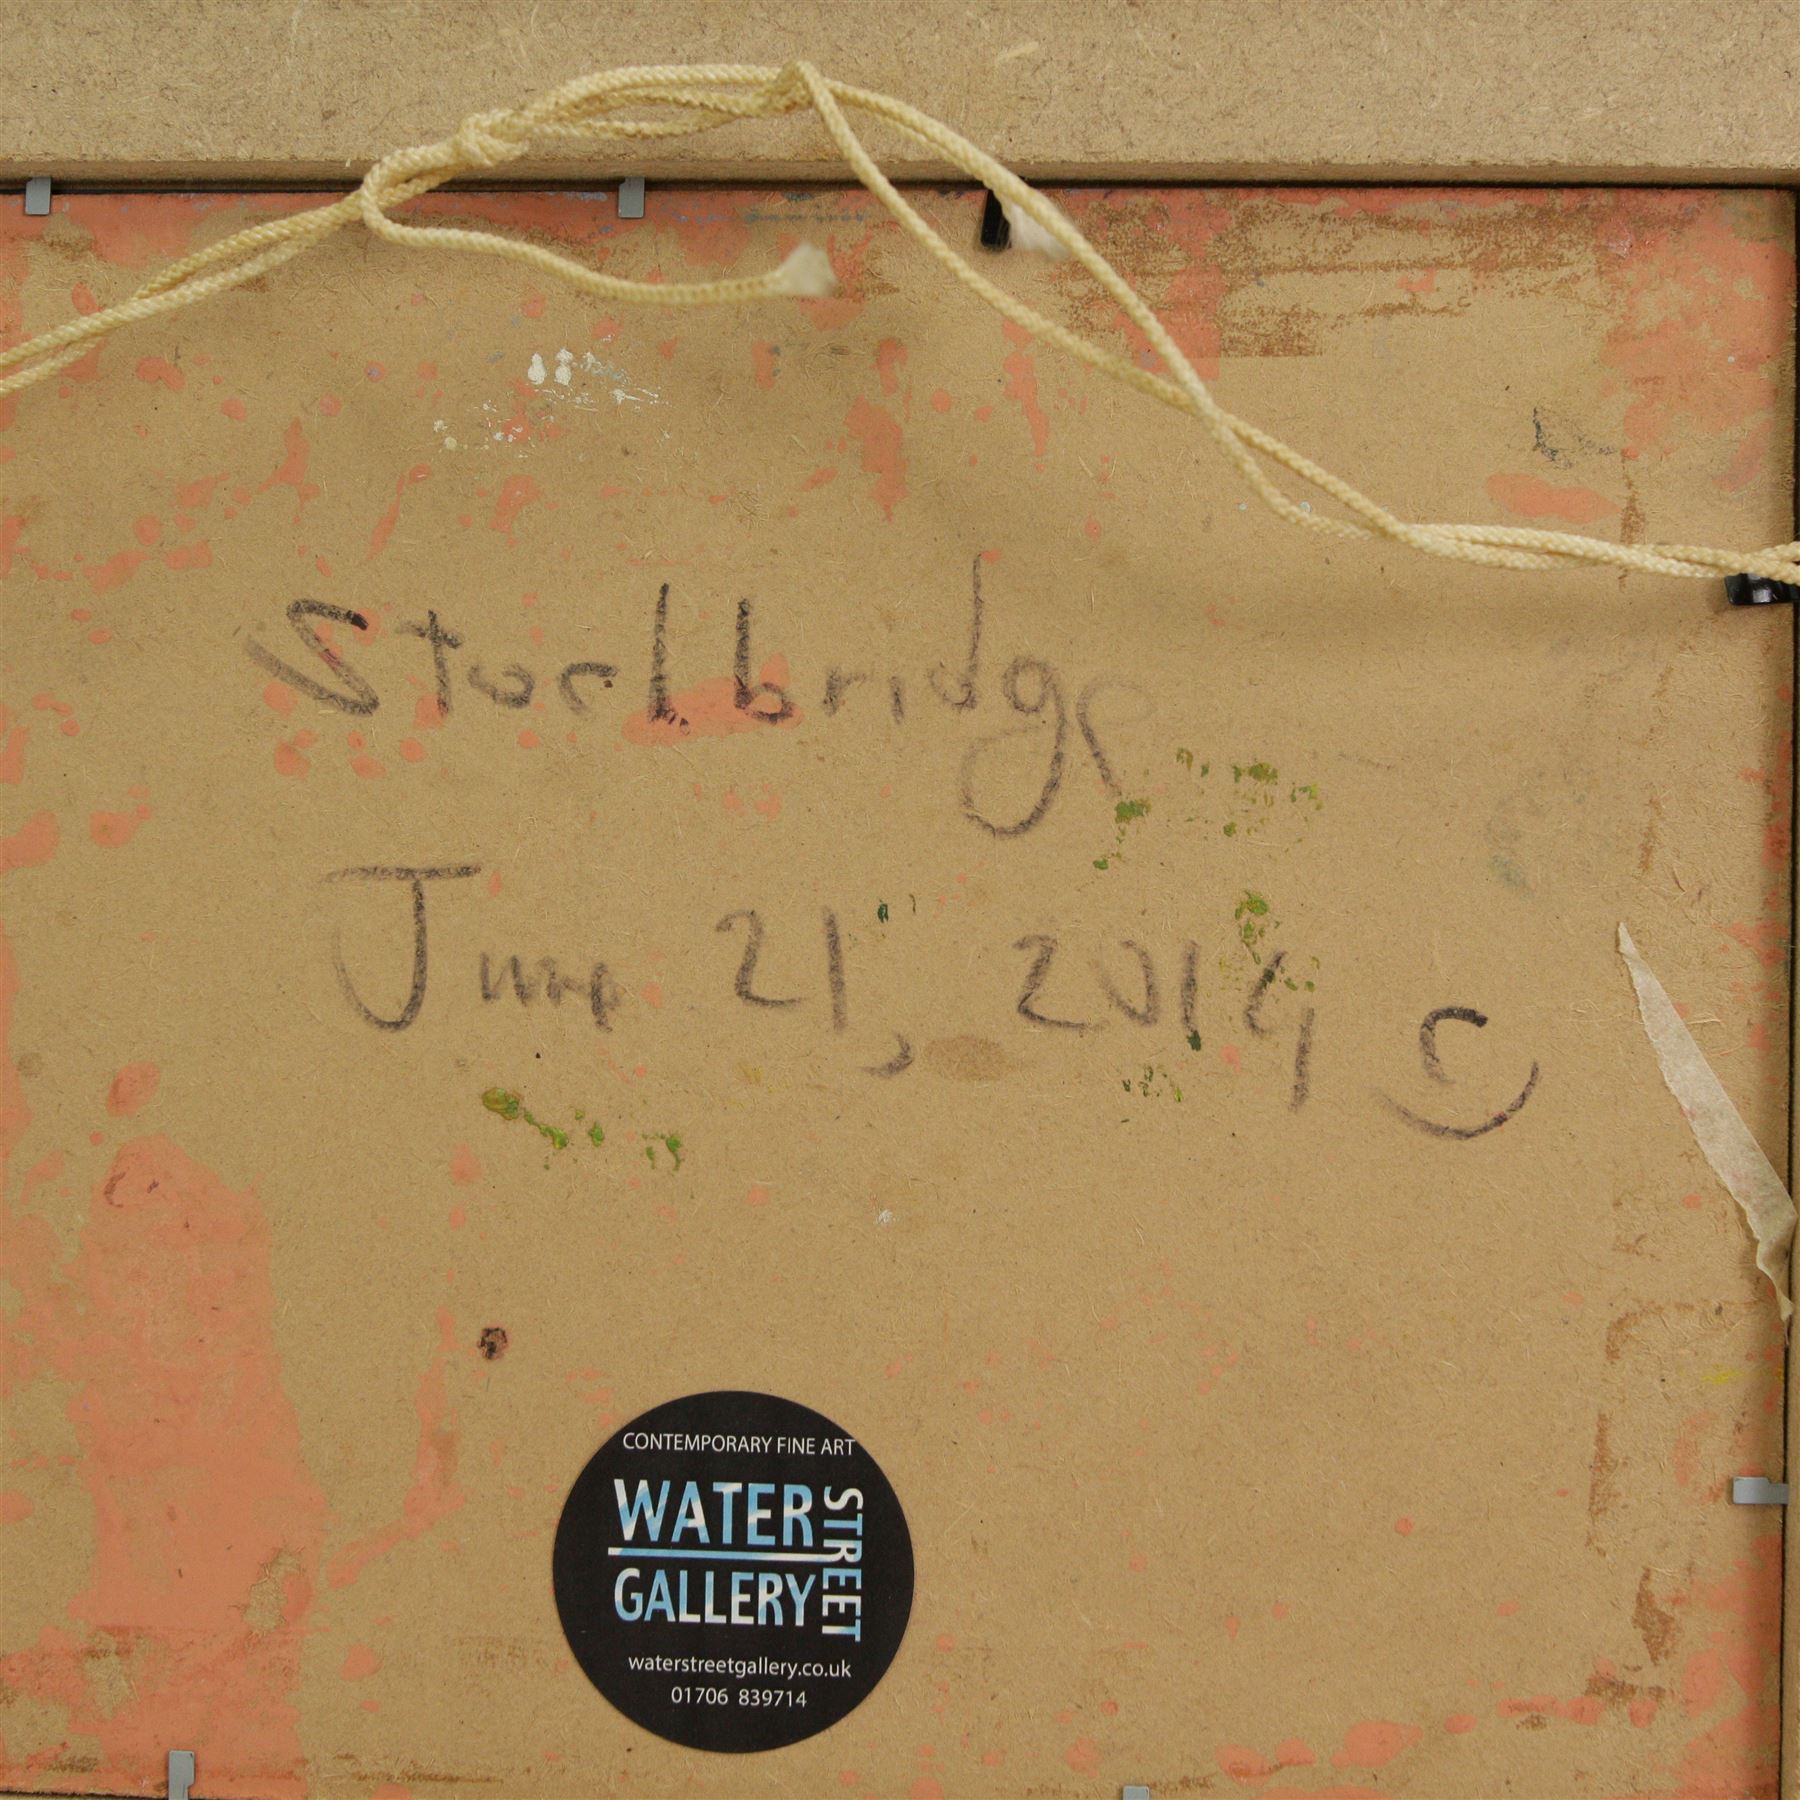 Stockbridge
June 21, 2014 ©
CONTEMPORARY FINE ART
WATER STREET
GALLERY
waterstreetgallery.co.uk
01706 839714